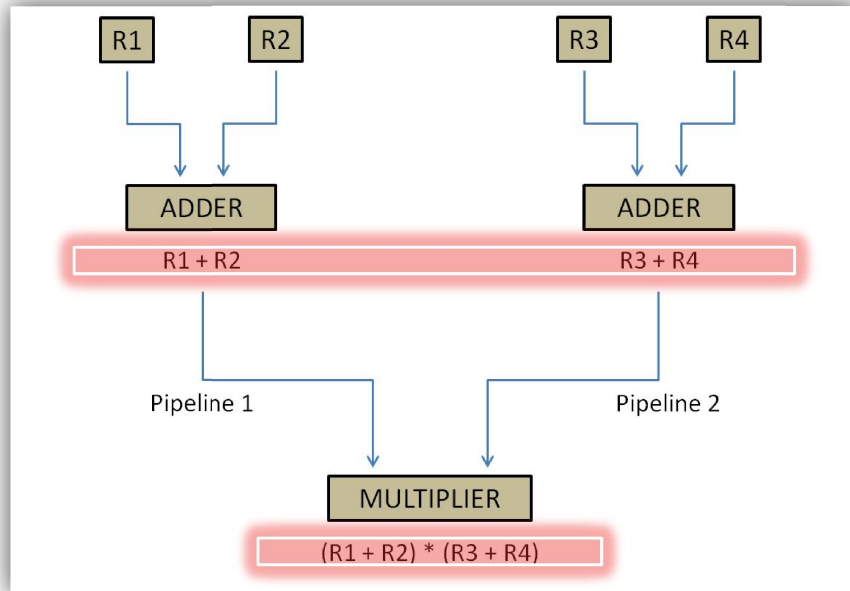 R1 R2 R3 R4
ADDER ADDER
R1 + R2 R3 + R4
Pipeline 1 Pipeline 2
MULTIPLIER
(R1 + R2) * (R3 + R4)